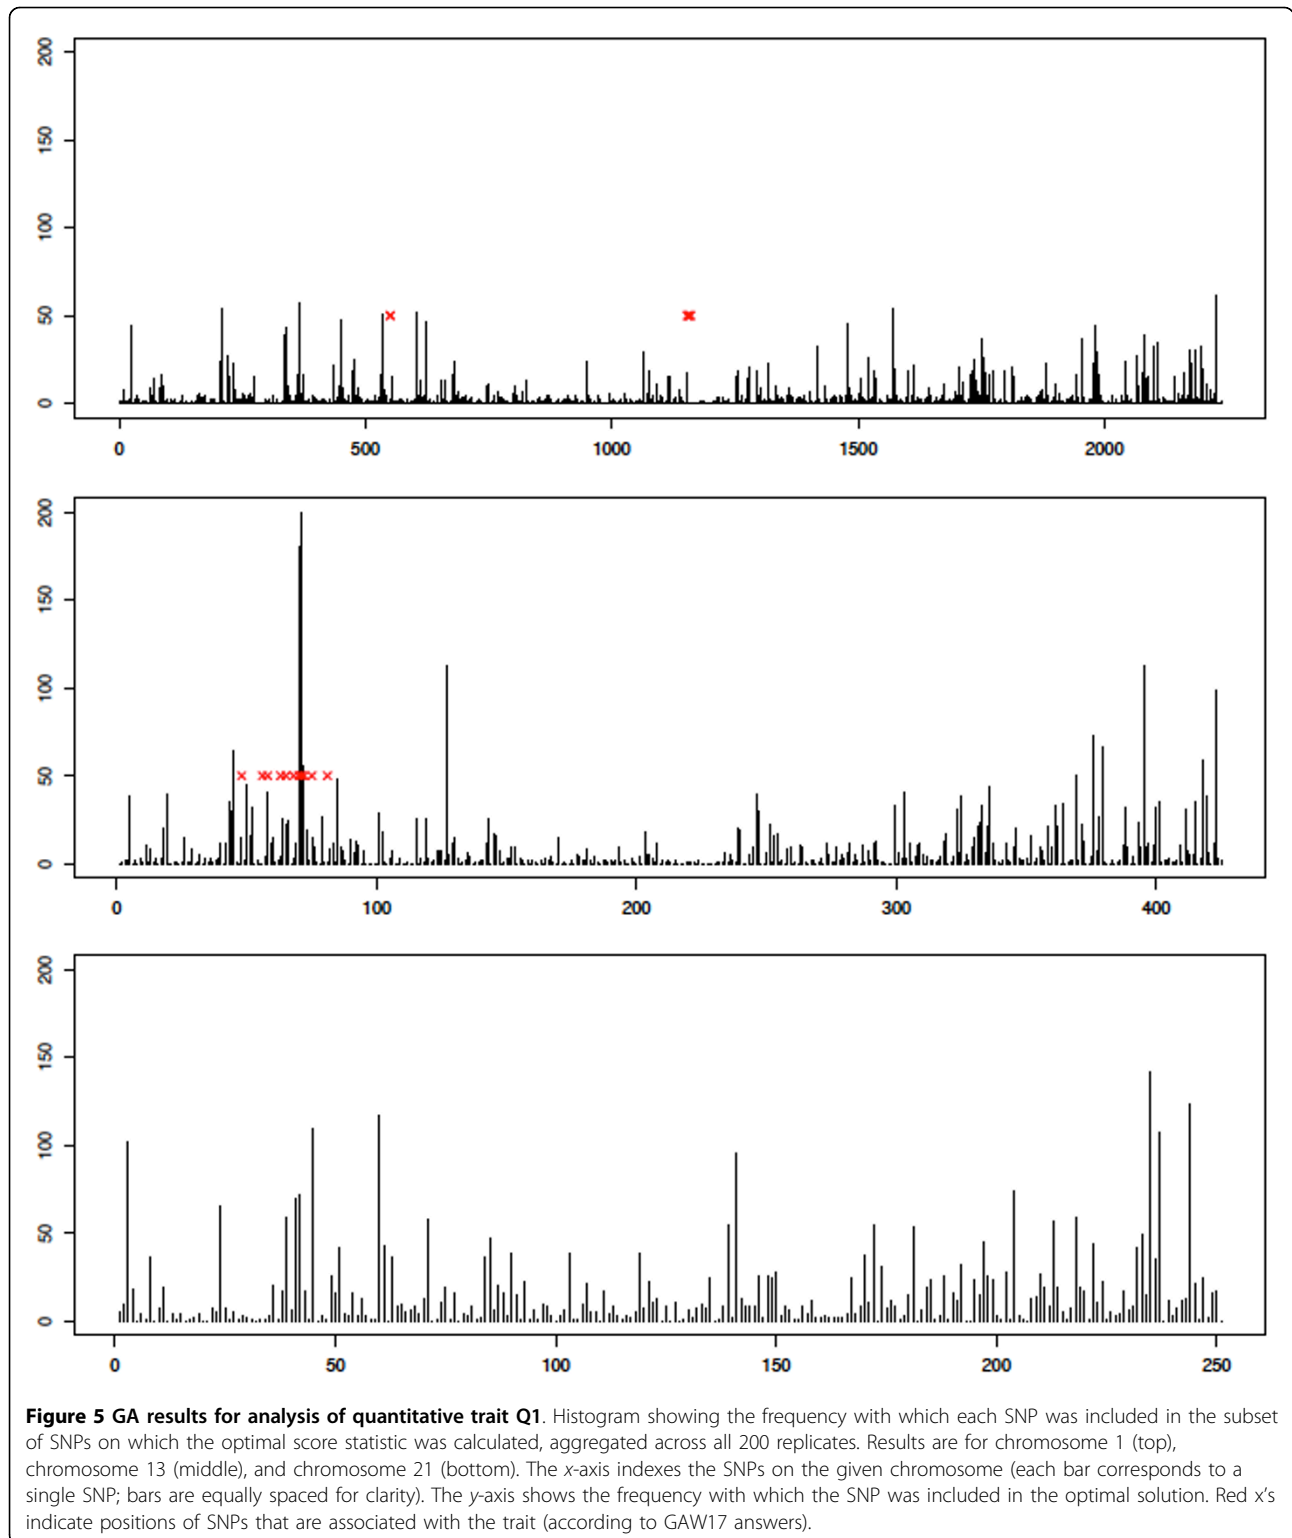 200
150
100
50
0
0 500 1000 1500 2000
200
150
100
50
0
0 100 200 300 400
200
150
100
50
0
0 50 100 150 200 250
Figure 5 GA results for analysis of quantitative trait Q1. Histogram showing the frequency with which each SNP was included in the subset
of SNPs on which the optimal score statistic was calculated, aggregated across all 200 replicates. Results are for chromosome 1 (top),
chromosome 13 (middle), and chromosome 21 (bottom). The x-axis indexes the SNPs on the given chromosome (each bar corresponds to a
single SNP; bars are equally spaced for clarity). The y-axis shows the frequency with which the SNP was included in the optimal solution. Red x's
indicate positions of SNPs that are associated with the trait (according to GAW17 answers).